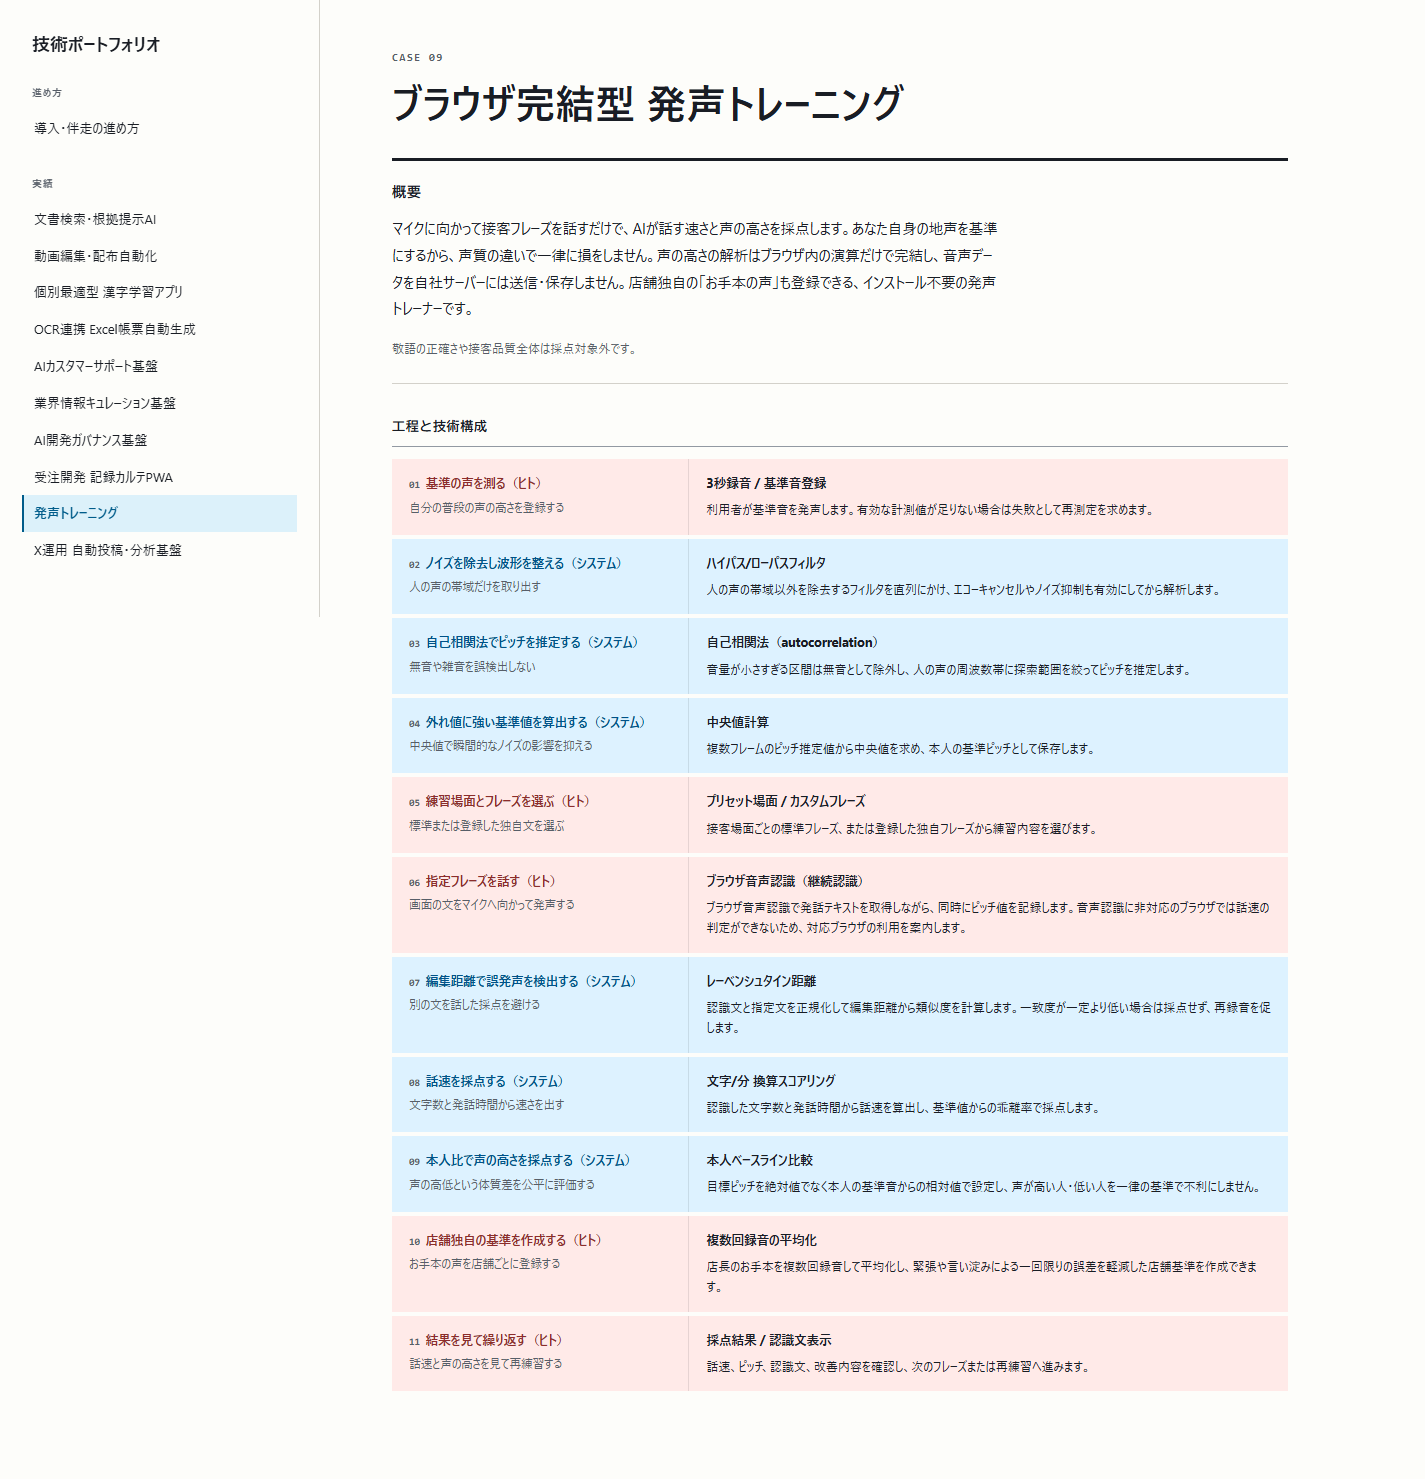 技術ポートフォリオ
進め方
導入・伴走の進め方
実績
文書検索・根拠提示AI
動画編集・配布自動化
個別最適型 漢字学習アプリ
OCR連携 Excel帳票自動生成
AIカスタマーサポート基盤
業界情報キュレーション基盤
AI開発ガバナンス基盤
受注開発 記録カルテPWA
発声トレーニング
X運用 自動投稿・分析基盤
CASE 09
ブラウザ完結型 発声トレーニング
概要
マイクに向かって接客フレーズを話すだけで、AIが話す速さと声の高さを採点します。あなた自身の地声を基準
にするから、声質の違いで一律に損をしません。声の高さの解析はブラウザ内の演算だけで完結し、音声デー
タを自社サーバーには送信・保存しません。店舗独自の「お手本の声」も登録できる、インストール不要の発声
トレーナーです。
敬語の正確さや接客品質全体は採点対象外です。
工程と技術構成
01 基準の声を測る（ヒト）
自分の普段の声の高さを登録する
3秒録音 / 基準音登録
利用者が基準音を発声します。有効な計測値が足りない場合は失敗として再測定を求めます。
02 ノイズを除去し波形を整える（システム）
人の声の帯域だけを取り出す
ハイパス/ローパスフィルタ
人の声の帯域以外を除去するフィルタを直列にかけ、エコーキャンセルやノイズ抑制も有効にしてから解析します。
03 自己相関法でピッチを推定する（システム）
無音や雑音を誤検出しない
自己相関法（autocorrelation）
音量が小さすぎる区間は無音として除外し、人の声の周波数帯に探索範囲を絞ってピッチを推定します。
04 外れ値に強い基準値を算出する（システム）
中央値で瞬間的なノイズの影響を抑える
中央値計算
複数フレームのピッチ推定値から中央値を求め、本人の基準ピッチとして保存します。
05 練習場面とフレーズを選ぶ（ヒト）
標準または登録した独自文を選ぶ
プリセット場面 / カスタムフレーズ
接客場面ごとの標準フレーズ、または登録した独自フレーズから練習内容を選びます。
06 指定フレーズを話す（ヒト）
画面の文をマイクへ向かって発声する
ブラウザ音声認識（継続認識）
ブラウザ音声認識で発話テキストを取得しながら、同時にピッチ値を記録します。音声認識に非対応のブラウザでは話速の
判定ができないため、対応ブラウザの利用を案内します。
07 編集距離で誤発声を検出する（システム）
別の文を話した採点を避ける
レーベンシュタイン距離
認識文と指定文を正規化して編集距離から類似度を計算します。一致度が一定より低い場合は採点せず、再録音を促
します。
08 話速を採点する（システム）
文字数と発話時間から速さを出す
文字/分 換算スコアリング
認識した文字数と発話時間から話速を算出し、基準値からの乖離率で採点します。
09 本人比で声の高さを採点する（システム）
声の高低という体質差を公平に評価する
本人ベースライン比較
目標ピッチを絶対値でなく本人の基準音からの相対値で設定し、声が高い人・低い人を一律の基準で不利にしません。
10 店舗独自の基準を作成する（ヒト）
お手本の声を店舗ごとに登録する
複数回録音の平均化
店長のお手本を複数回録音して平均化し、緊張や言い淀みによる一回限りの誤差を軽減した店舗基準を作成できま
す。
11 結果を見て繰り返す（ヒト）
話速と声の高さを見て再練習する
採点結果 / 認識文表示
話速、ピッチ、認識文、改善内容を確認し、次のフレーズまたは再練習へ進みます。